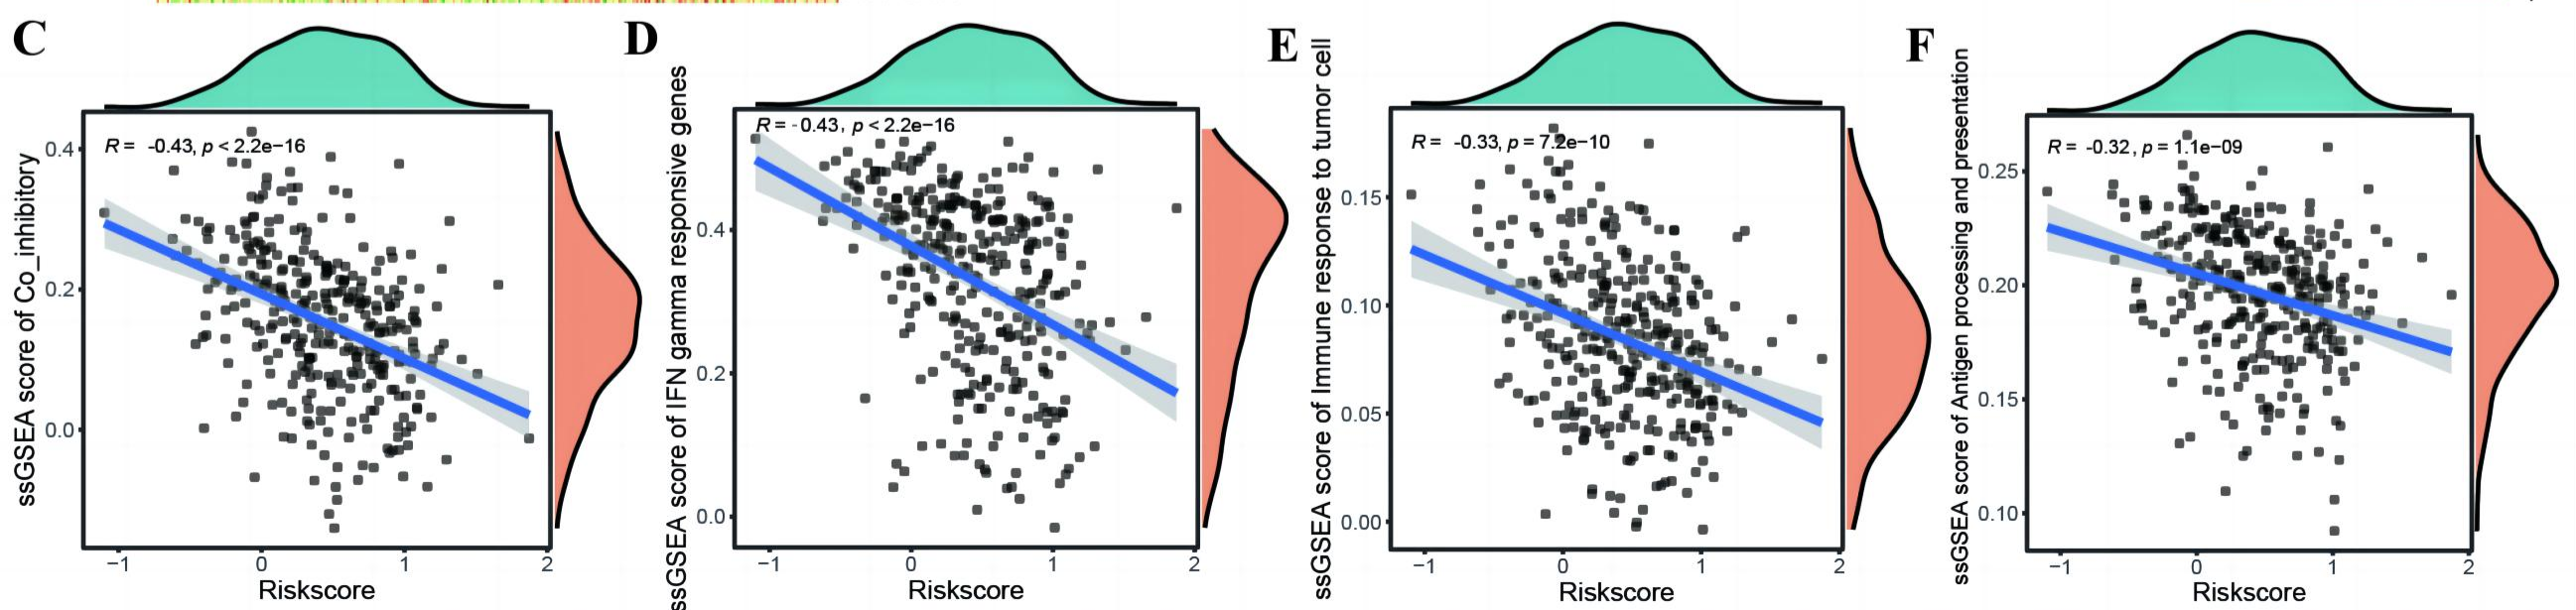 C
ssGSEA score of Co_inhibitory
R = -0.43, p < 2.2e−16
0.4
0.2
0.0
−1 0 1 2
Riskscore
D
ssGSEA score of IFN gamma responsive genes
R = -0.43, p < 2.2e−16
0.4
0.2
0.0
−1 0 1 2
Riskscore
E
ssGSEA score of Immune response to tumor cell
R = -0.33, p = 7.2e−10
0.15
0.10
0.05
0.00
−1 0 1 2
Riskscore
F
ssGSEA score of Antigen processing and presentation
R = -0.32, p = 1.1e−09
0.25
0.20
0.15
0.10
−1 0 1 2
Riskscore